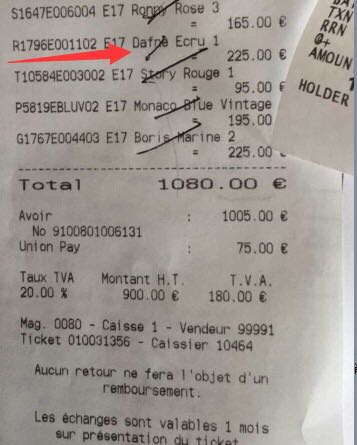 S1647E006004 E17 Ronny Rose 3
= 165.00 €
R1796E001102 E17 Dafne Ecru 1
= 225.00 €
T10584E003002 E17 Story Rouge 1
= 95.00 €
P5819EBLUV02 E17 Monaco Blue Vintage
= 195.00
G1767E004403 E17 Boris Marine 2
= 225.00 €
Total 1080.00 €
Avoir : 1005.00 €
No 9100801006131
Union Pay : 75.00 €
Taux TVA Montant H.T. T.V.A.
20.00 % 900.00 € 180.00 €
Mag. 0080 - Caisse 1 - Vendeur 99991
Ticket 010031356 - Caissier 10464
Aucun retour ne fera l'objet d'un
remboursement.
Les échanges sont valables 1 mois
sur présentation du ticket
TXN
RRN
AMOUN
HOLDER